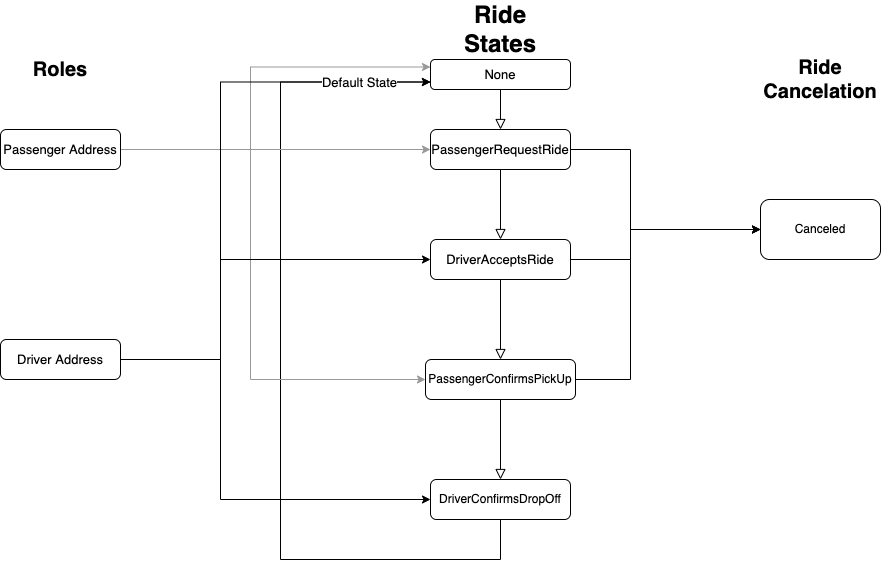 Ride
States
Roles
Ride
Cancelation
None
Default State
Passenger Address
PassengerRequestRide
Canceled
DriverAcceptsRide
Driver Address
PassengerConfirmsPickUp
DriverConfirmsDropOff